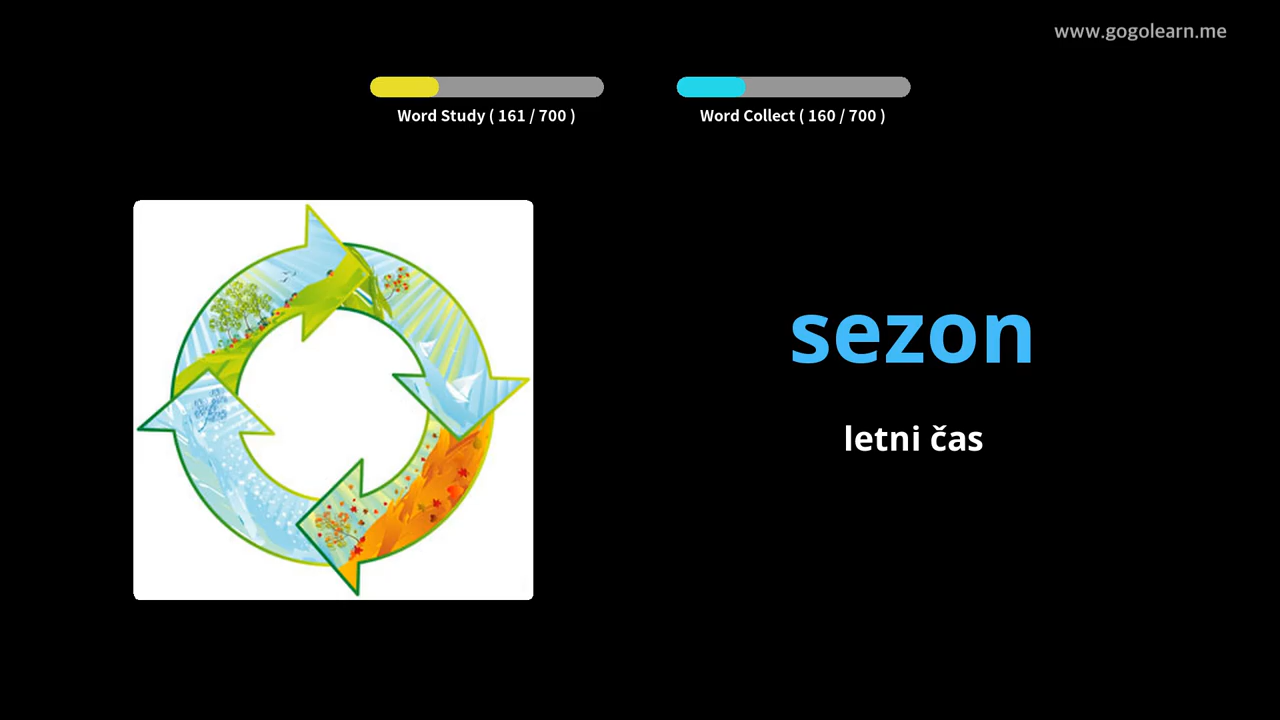 www.gogolearn.me
Word Study ( 161 / 700 )
Word Collect ( 160 / 700 )
sezon
letni čas